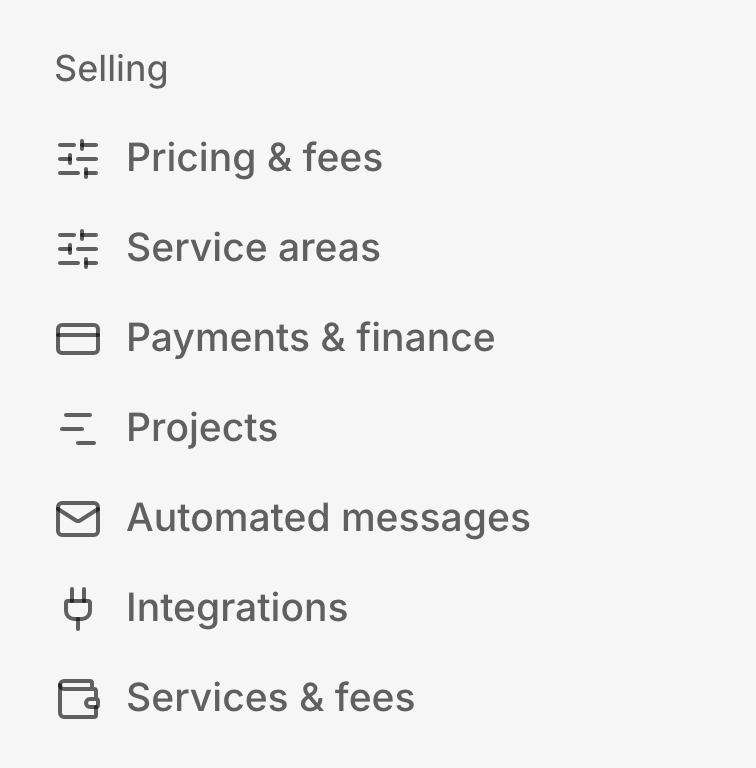 Selling
Pricing & fees
Service areas
Payments & finance
Projects
Automated messages
Integrations
Services & fees